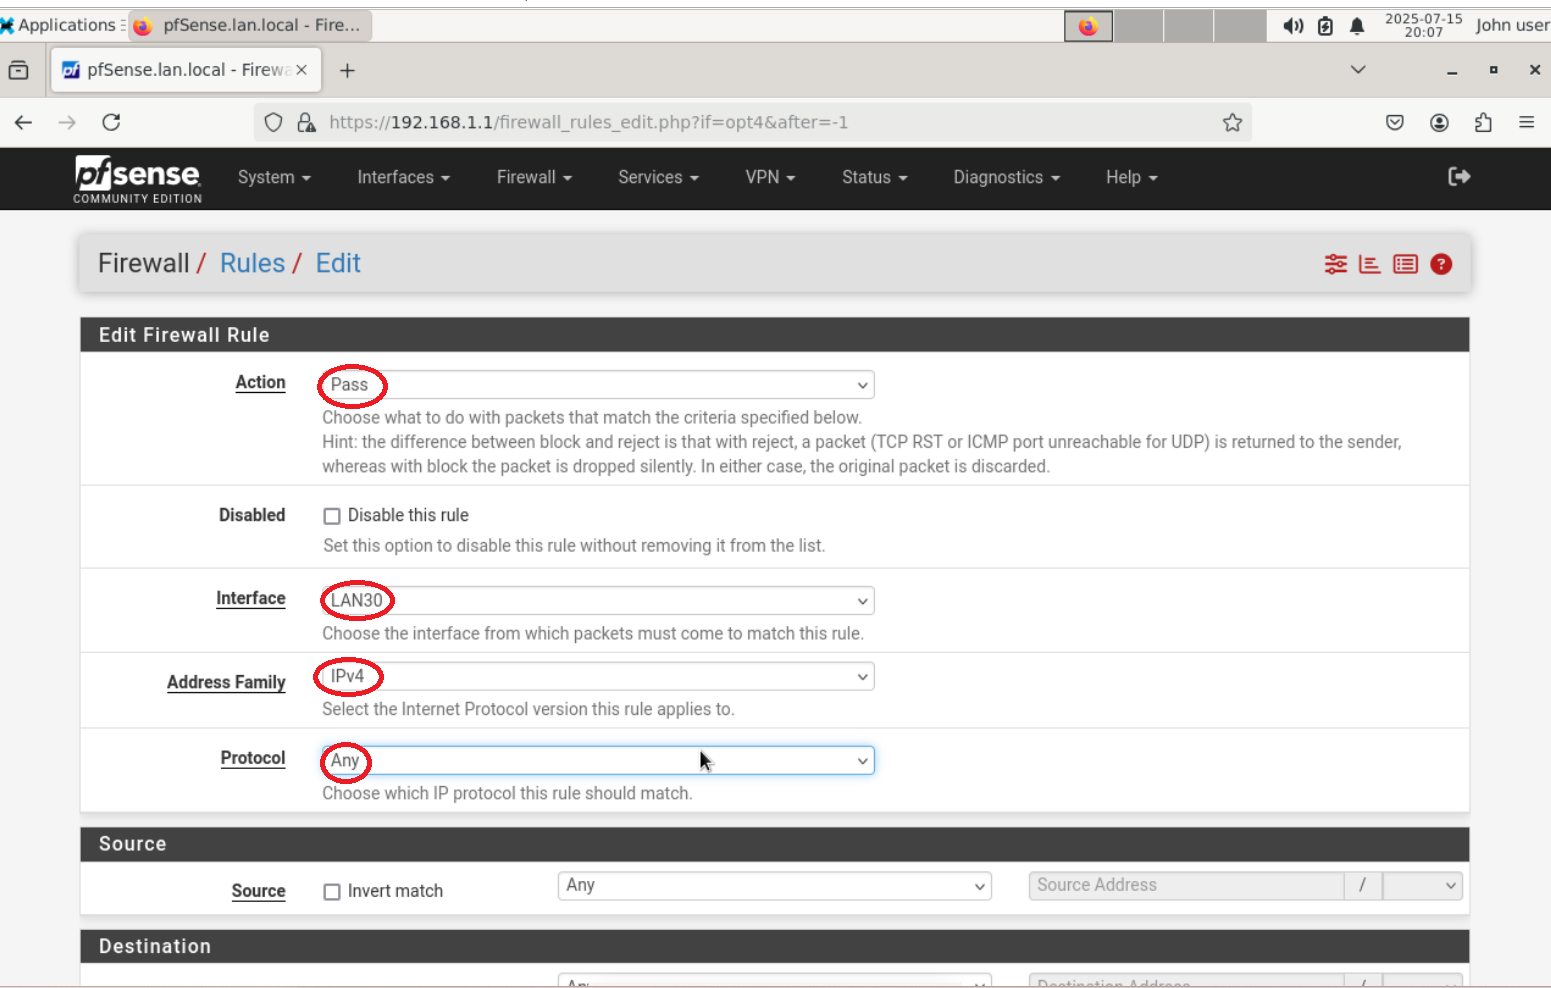 Applications
pfSense.lan.local - Fire...
2025-07-15
20:07
John user
pfSense.lan.local - Firewa
https://192.168.1.1/firewall_rules_edit.php?if=opt4&after=-1
pfsense
COMMUNITY EDITION
System
Interfaces
Firewall
Services
VPN
Status
Diagnostics
Help
Firewall / Rules / Edit
Edit Firewall Rule
Action
Pass
Choose what to do with packets that match the criteria specified below.
Hint: the difference between block and reject is that with reject, a packet (TCP RST or ICMP port unreachable for UDP) is returned to the sender,
whereas with block the packet is dropped silently. In either case, the original packet is discarded.
Disabled
Disable this rule
Set this option to disable this rule without removing it from the list.
Interface
LAN30
Choose the interface from which packets must come to match this rule.
Address Family
IPv4
Select the Internet Protocol version this rule applies to.
Protocol
Any
Choose which IP protocol this rule should match.
Source
Source
Invert match
Any
Source Address
/
Destination
Any
Destination Address
/